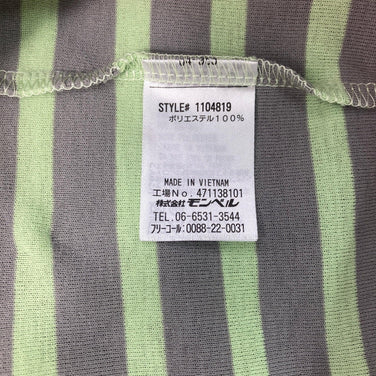 STYLE# 1104819
ポリエステル100%
MADE IN VIETNAM
工場No. 471138101
株式会社モンベル
TEL. 06-6531-3544
フリーコール:0088-22-0031